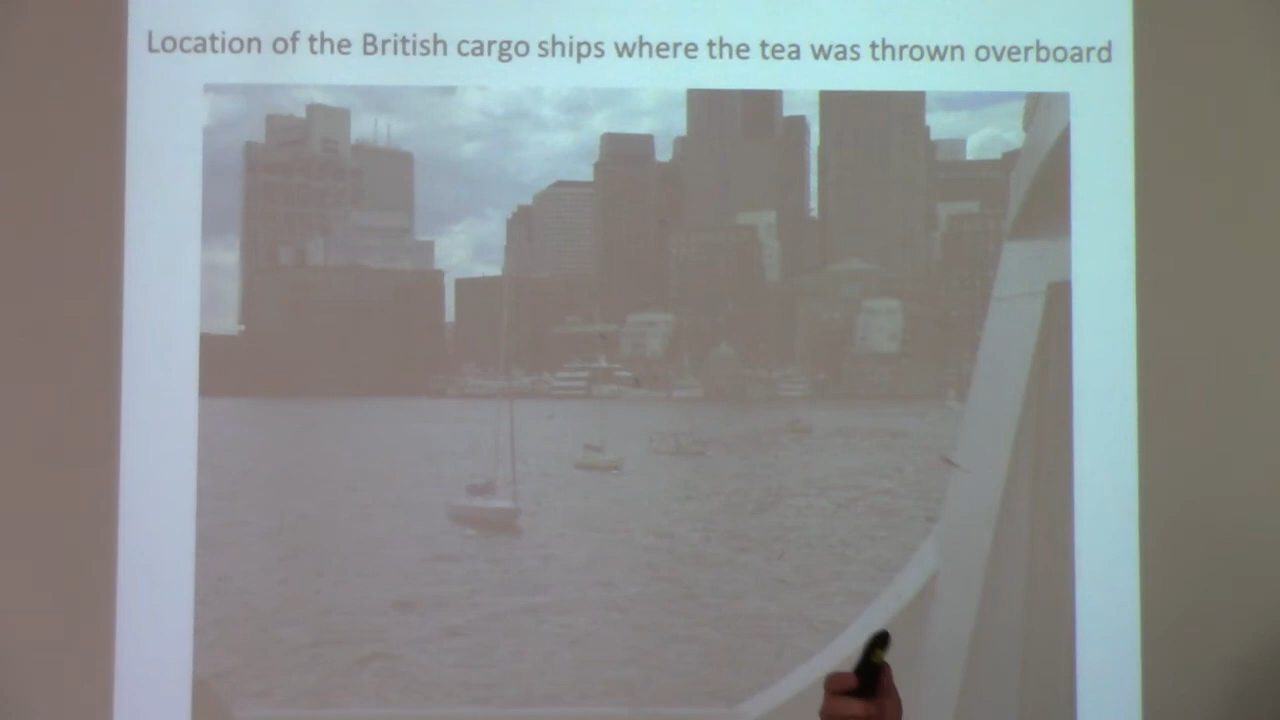 Location of the British cargo ships where the tea was thrown overboard